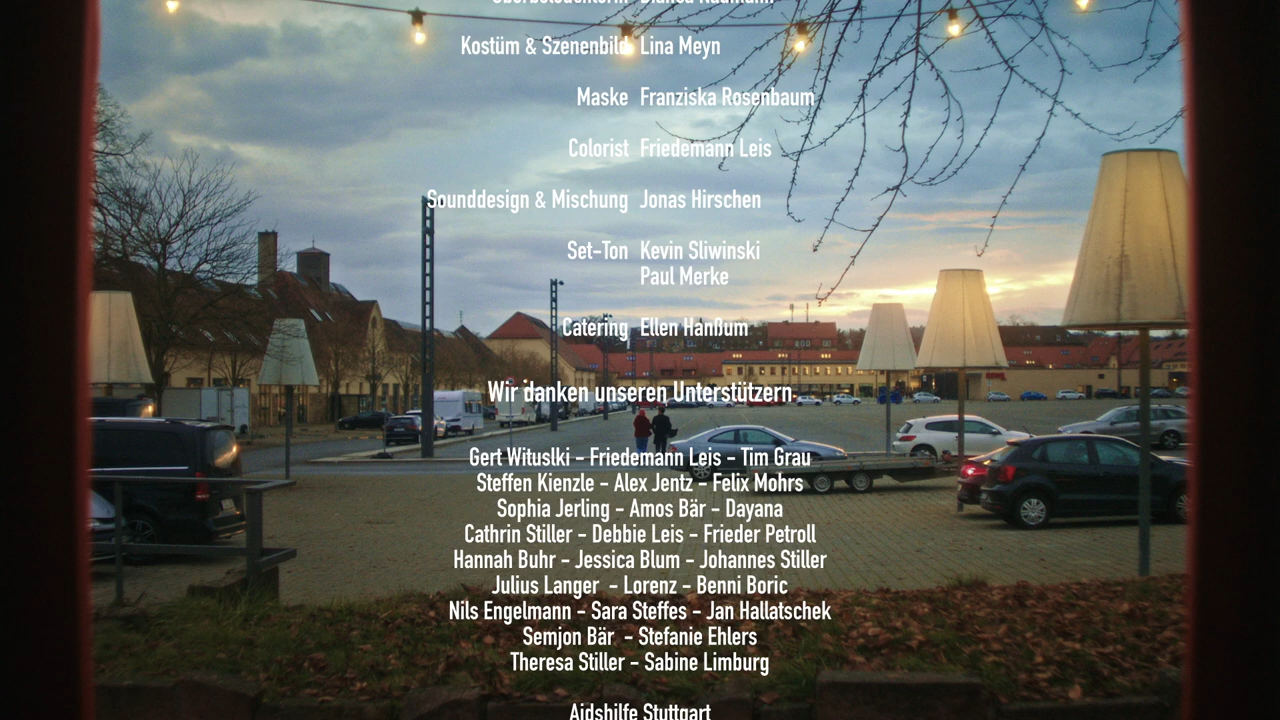 Oberbeleuchterin Bianca Naumann
Kostüm & Szenenbild Lina Meyn
Maske Franziska Rosenbaum
Colorist Friedemann Leis
Sounddesign & Mischung Jonas Hirschen
Set-Ton Kevin Sliwinski
Paul Merke
Catering Ellen Hanßum
Wir danken unseren Unterstützern
Gert Wituslki - Friedemann Leis - Tim Grau
Steffen Kienzle - Alex Jentz - Felix Mohrs
Sophia Jerling - Amos Bär - Dayana
Cathrin Stiller - Debbie Leis - Frieder Petroll
Hannah Buhr - Jessica Blum - Johannes Stiller
Julius Langer - Lorenz - Benni Boric
Nils Engelmann - Sara Steffes - Jan Hallatschek
Semjon Bär - Stefanie Ehlers
Theresa Stiller - Sabine Limburg
Aidshilfe Stuttgart